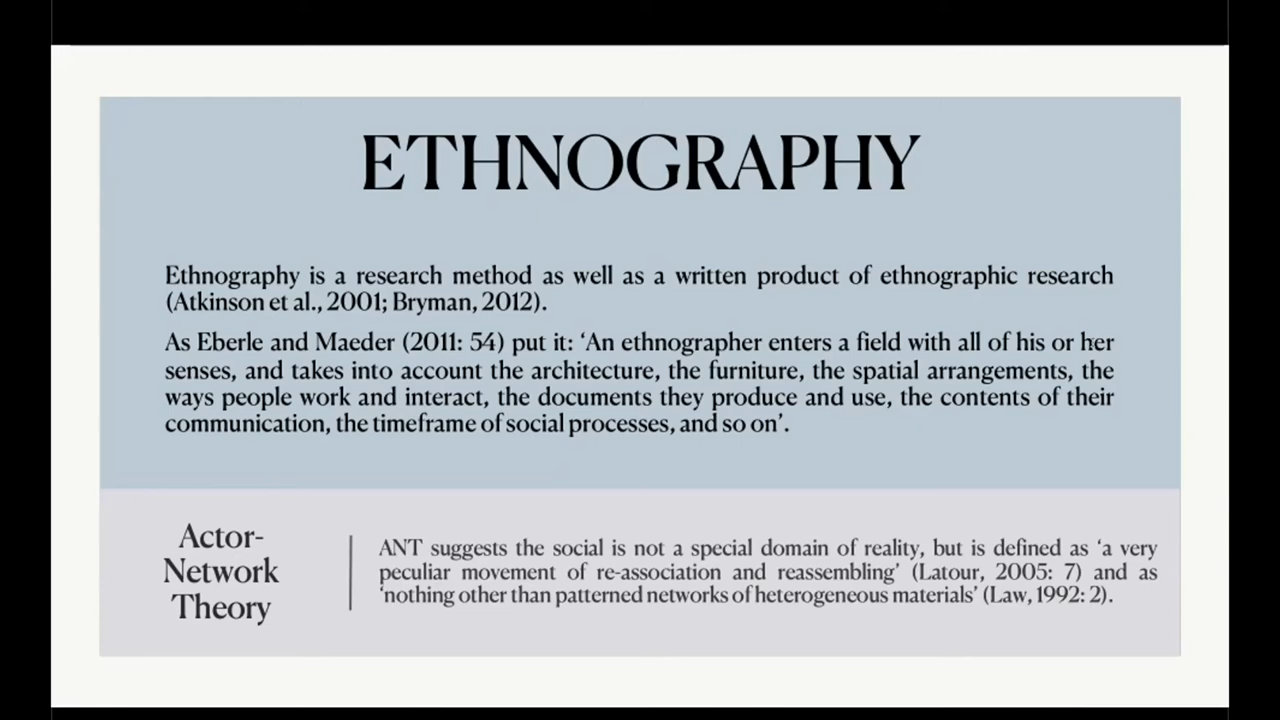 ETHNOGRAPHY
Ethnography is a research method as well as a written product of ethnographic research
(Atkinson et al., 2001; Bryman, 2012).
As Eberle and Maeder (2011: 54) put it: ‘An ethnographer enters a field with all of his or her
senses, and takes into account the architecture, the furniture, the spatial arrangements, the
ways people work and interact, the documents they produce and use, the contents of their
communication, the timeframe of social processes, and so on’.
Actor-
Network
Theory
ANT suggests the social is not a special domain of reality, but is defined as ‘a very
peculiar movement of re-association and reassembling’ (Latour, 2005: 7) and as
‘nothing other than patterned networks of heterogeneous materials’ (Law, 1992: 2).